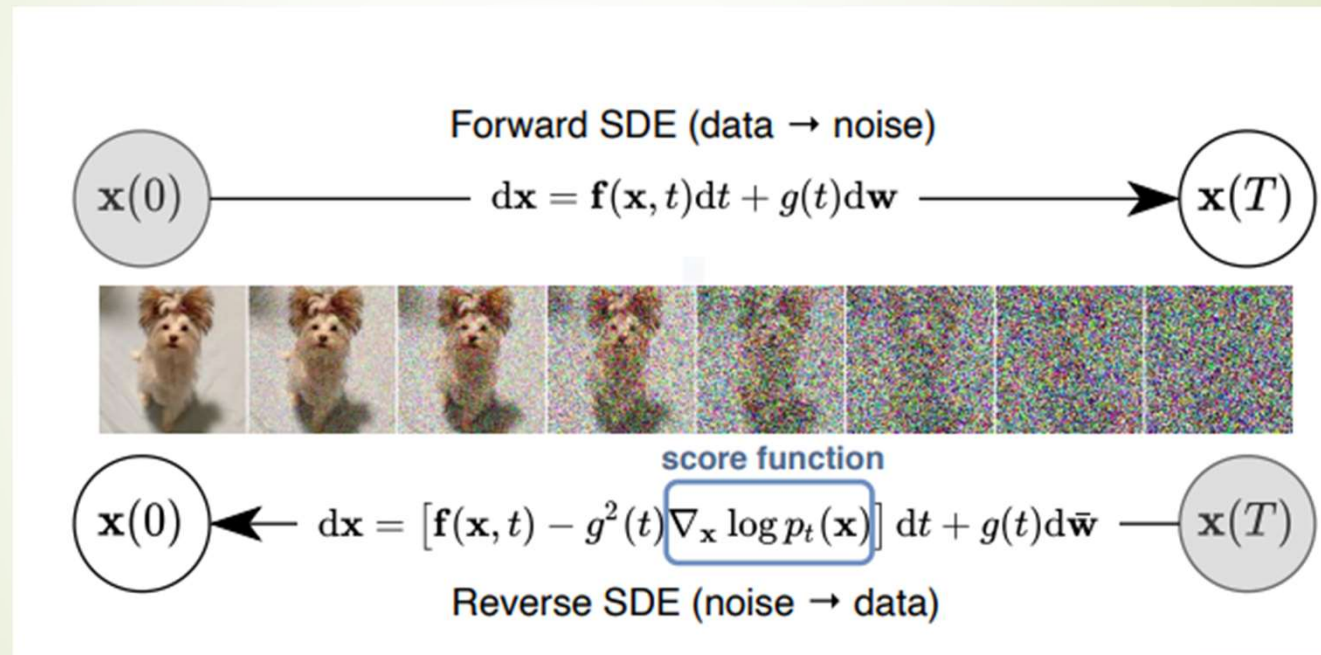 Forward SDE (data → noise)
x(0) dx = f(x, t)dt + g(t)dw x(T)
score function
x(0) dx = [f(x, t) − g²(t)∇ₓ log pₜ(x)] dt + g(t)dw̄ x(T)
Reverse SDE (noise → data)